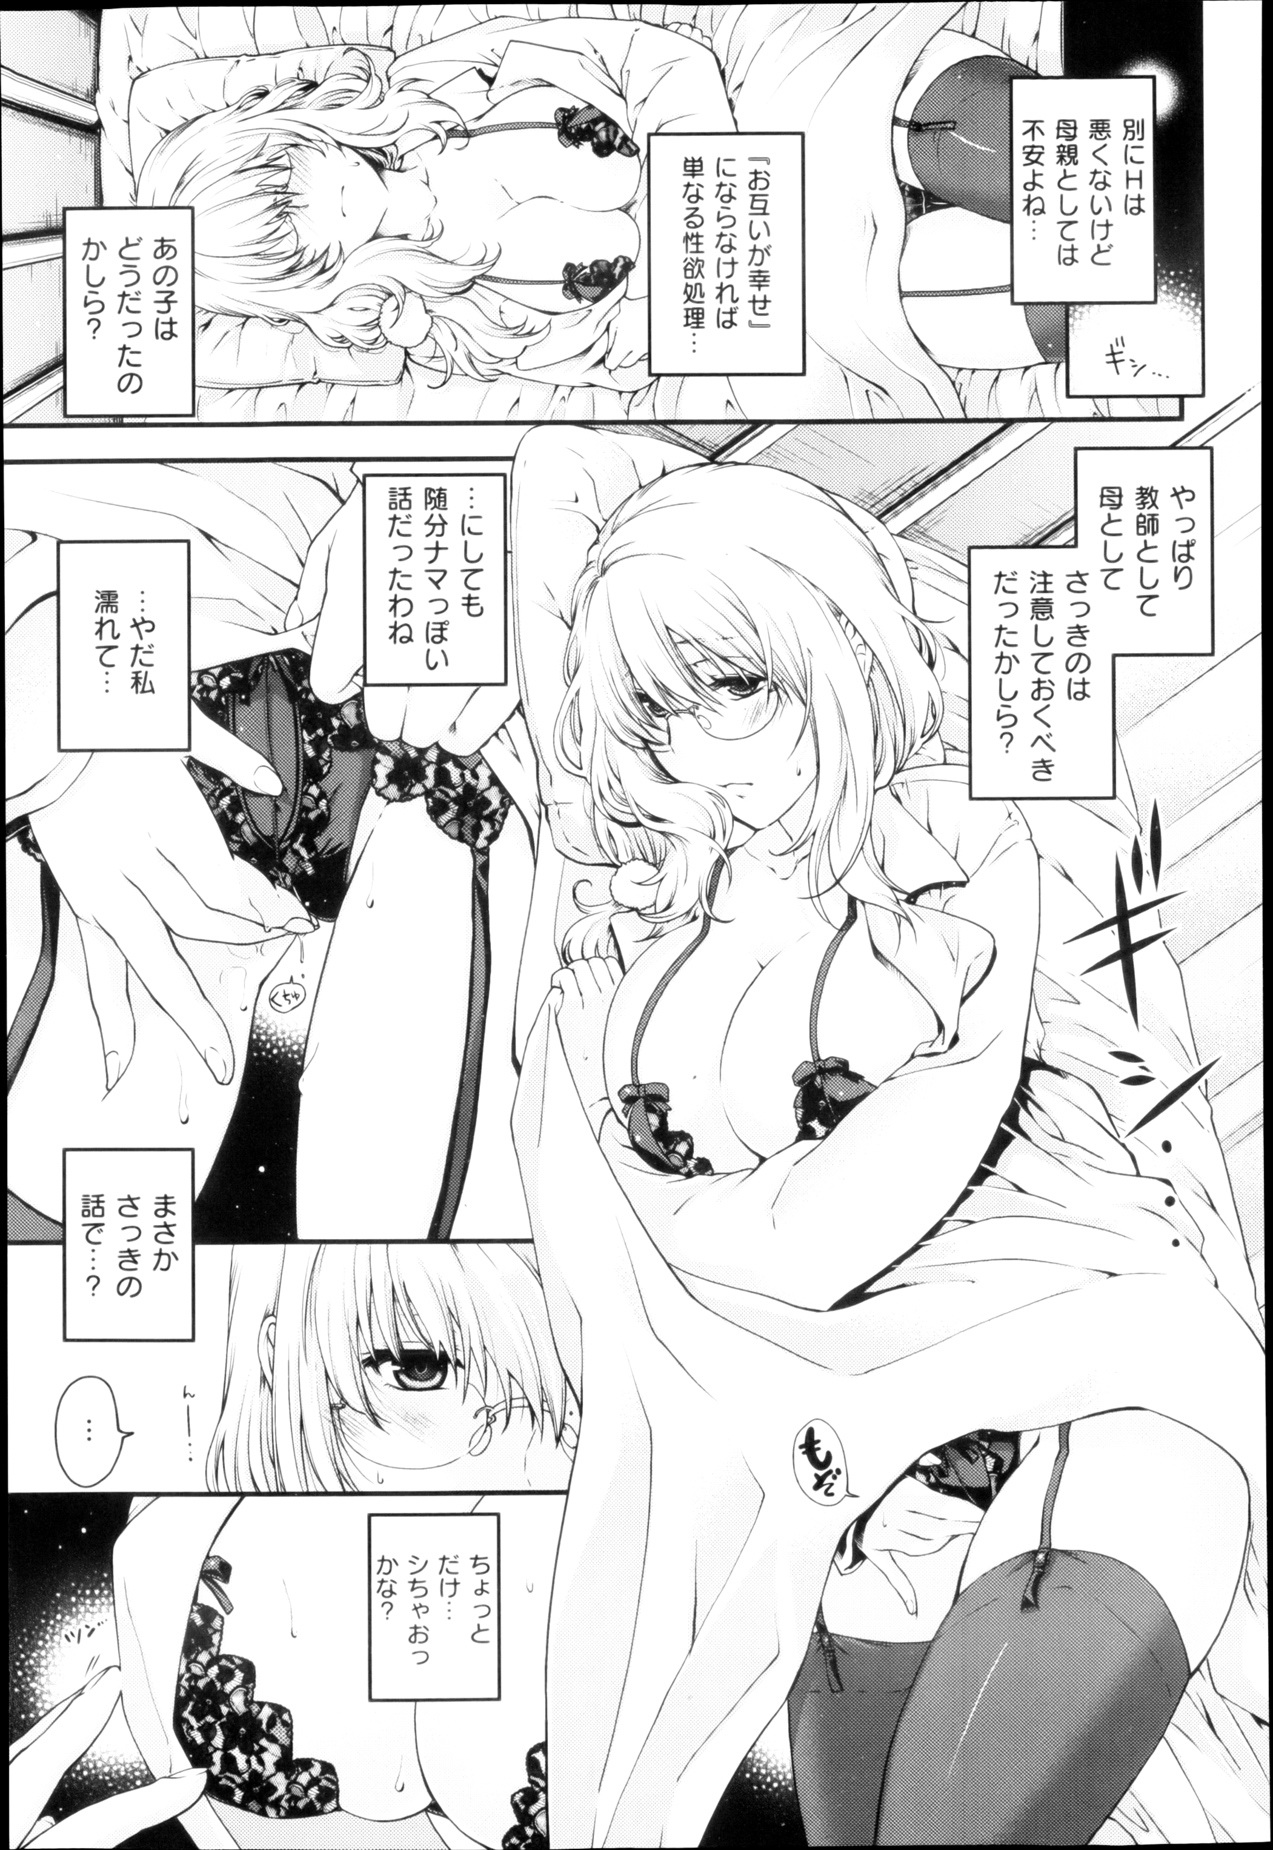 別にHは
悪くないけど
母親としては
不安よね…
ギシ…
『お互いが幸せ』
にならなければ
単なる性欲処理…
あの子は
どうだったの
かしら?
やっぱり
教師として
母として
さっきのは
注意しておくべき
だったかしら?
…にしても
随分ナマっぽい
話だったわね
…やだ私
濡れて…
くちゅ
もぞ
まさか
さっきの
話で…?
んー…
…
ちょっと
だけ…
シちゃおっ
かな?
ツンッ